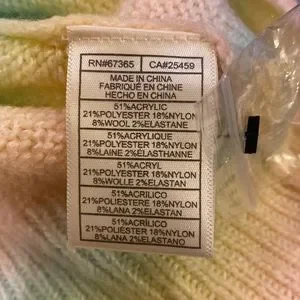 RN#67365 CA#25459
MADE IN CHINA
FABRIQUÉ EN CHINE
HECHO EN CHINA
51%ACRYLIC
21%POLYESTER 18%NYLON
8%WOOL 2%ELASTANE
51%ACRYLIQUE
21%POLYESTER 18%NYLON
8%LAINE 2%ÉLASTHANNE
51%ACRYL
21%POLYESTER 18%NYLON
8%WOLLE 2%ELASTAN
51%ACRILICO
21%POLIESTERE 18%NYLON
8%LANA 2%ELASTAN
51%ACRÍLICO
21%POLIÉSTER 18%NYLON
8%LANA 2%ELASTANO